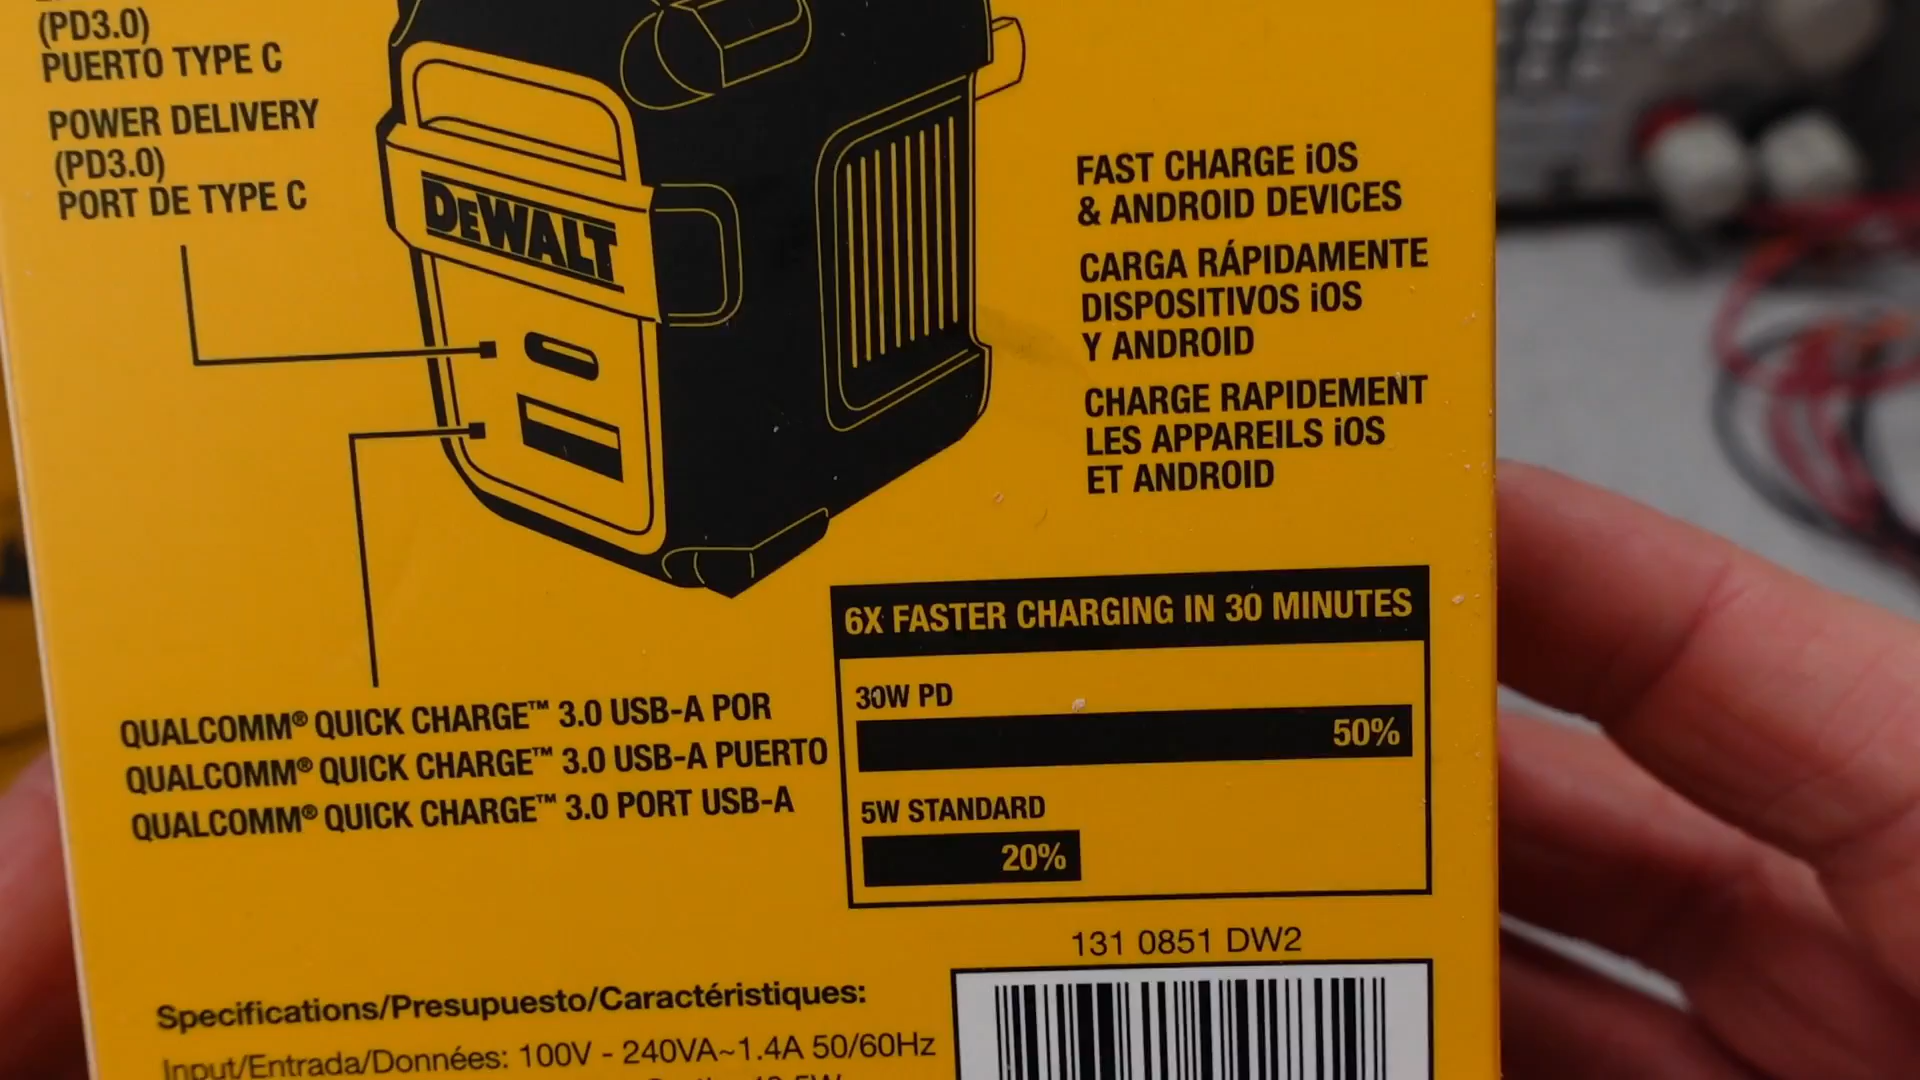 (PD3.0)
PUERTO TYPE C
POWER DELIVERY
(PD3.0)
PORT DE TYPE C
DEWALT
FAST CHARGE iOS
& ANDROID DEVICES
CARGA RÁPIDAMENTE
DISPOSITIVOS iOS
Y ANDROID
CHARGE RAPIDEMENT
LES APPAREILS iOS
ET ANDROID
QUALCOMM® QUICK CHARGE™ 3.0 USB-A POR
QUALCOMM® QUICK CHARGE™ 3.0 USB-A PUERTO
QUALCOMM® QUICK CHARGE™ 3.0 PORT USB-A
6X FASTER CHARGING IN 30 MINUTES
30W PD
50%
5W STANDARD
20%
131 0851 DW2
Specifications/Presupuesto/Caractéristiques:
Input/Entrada/Données: 100V - 240VA~1.4A 50/60Hz